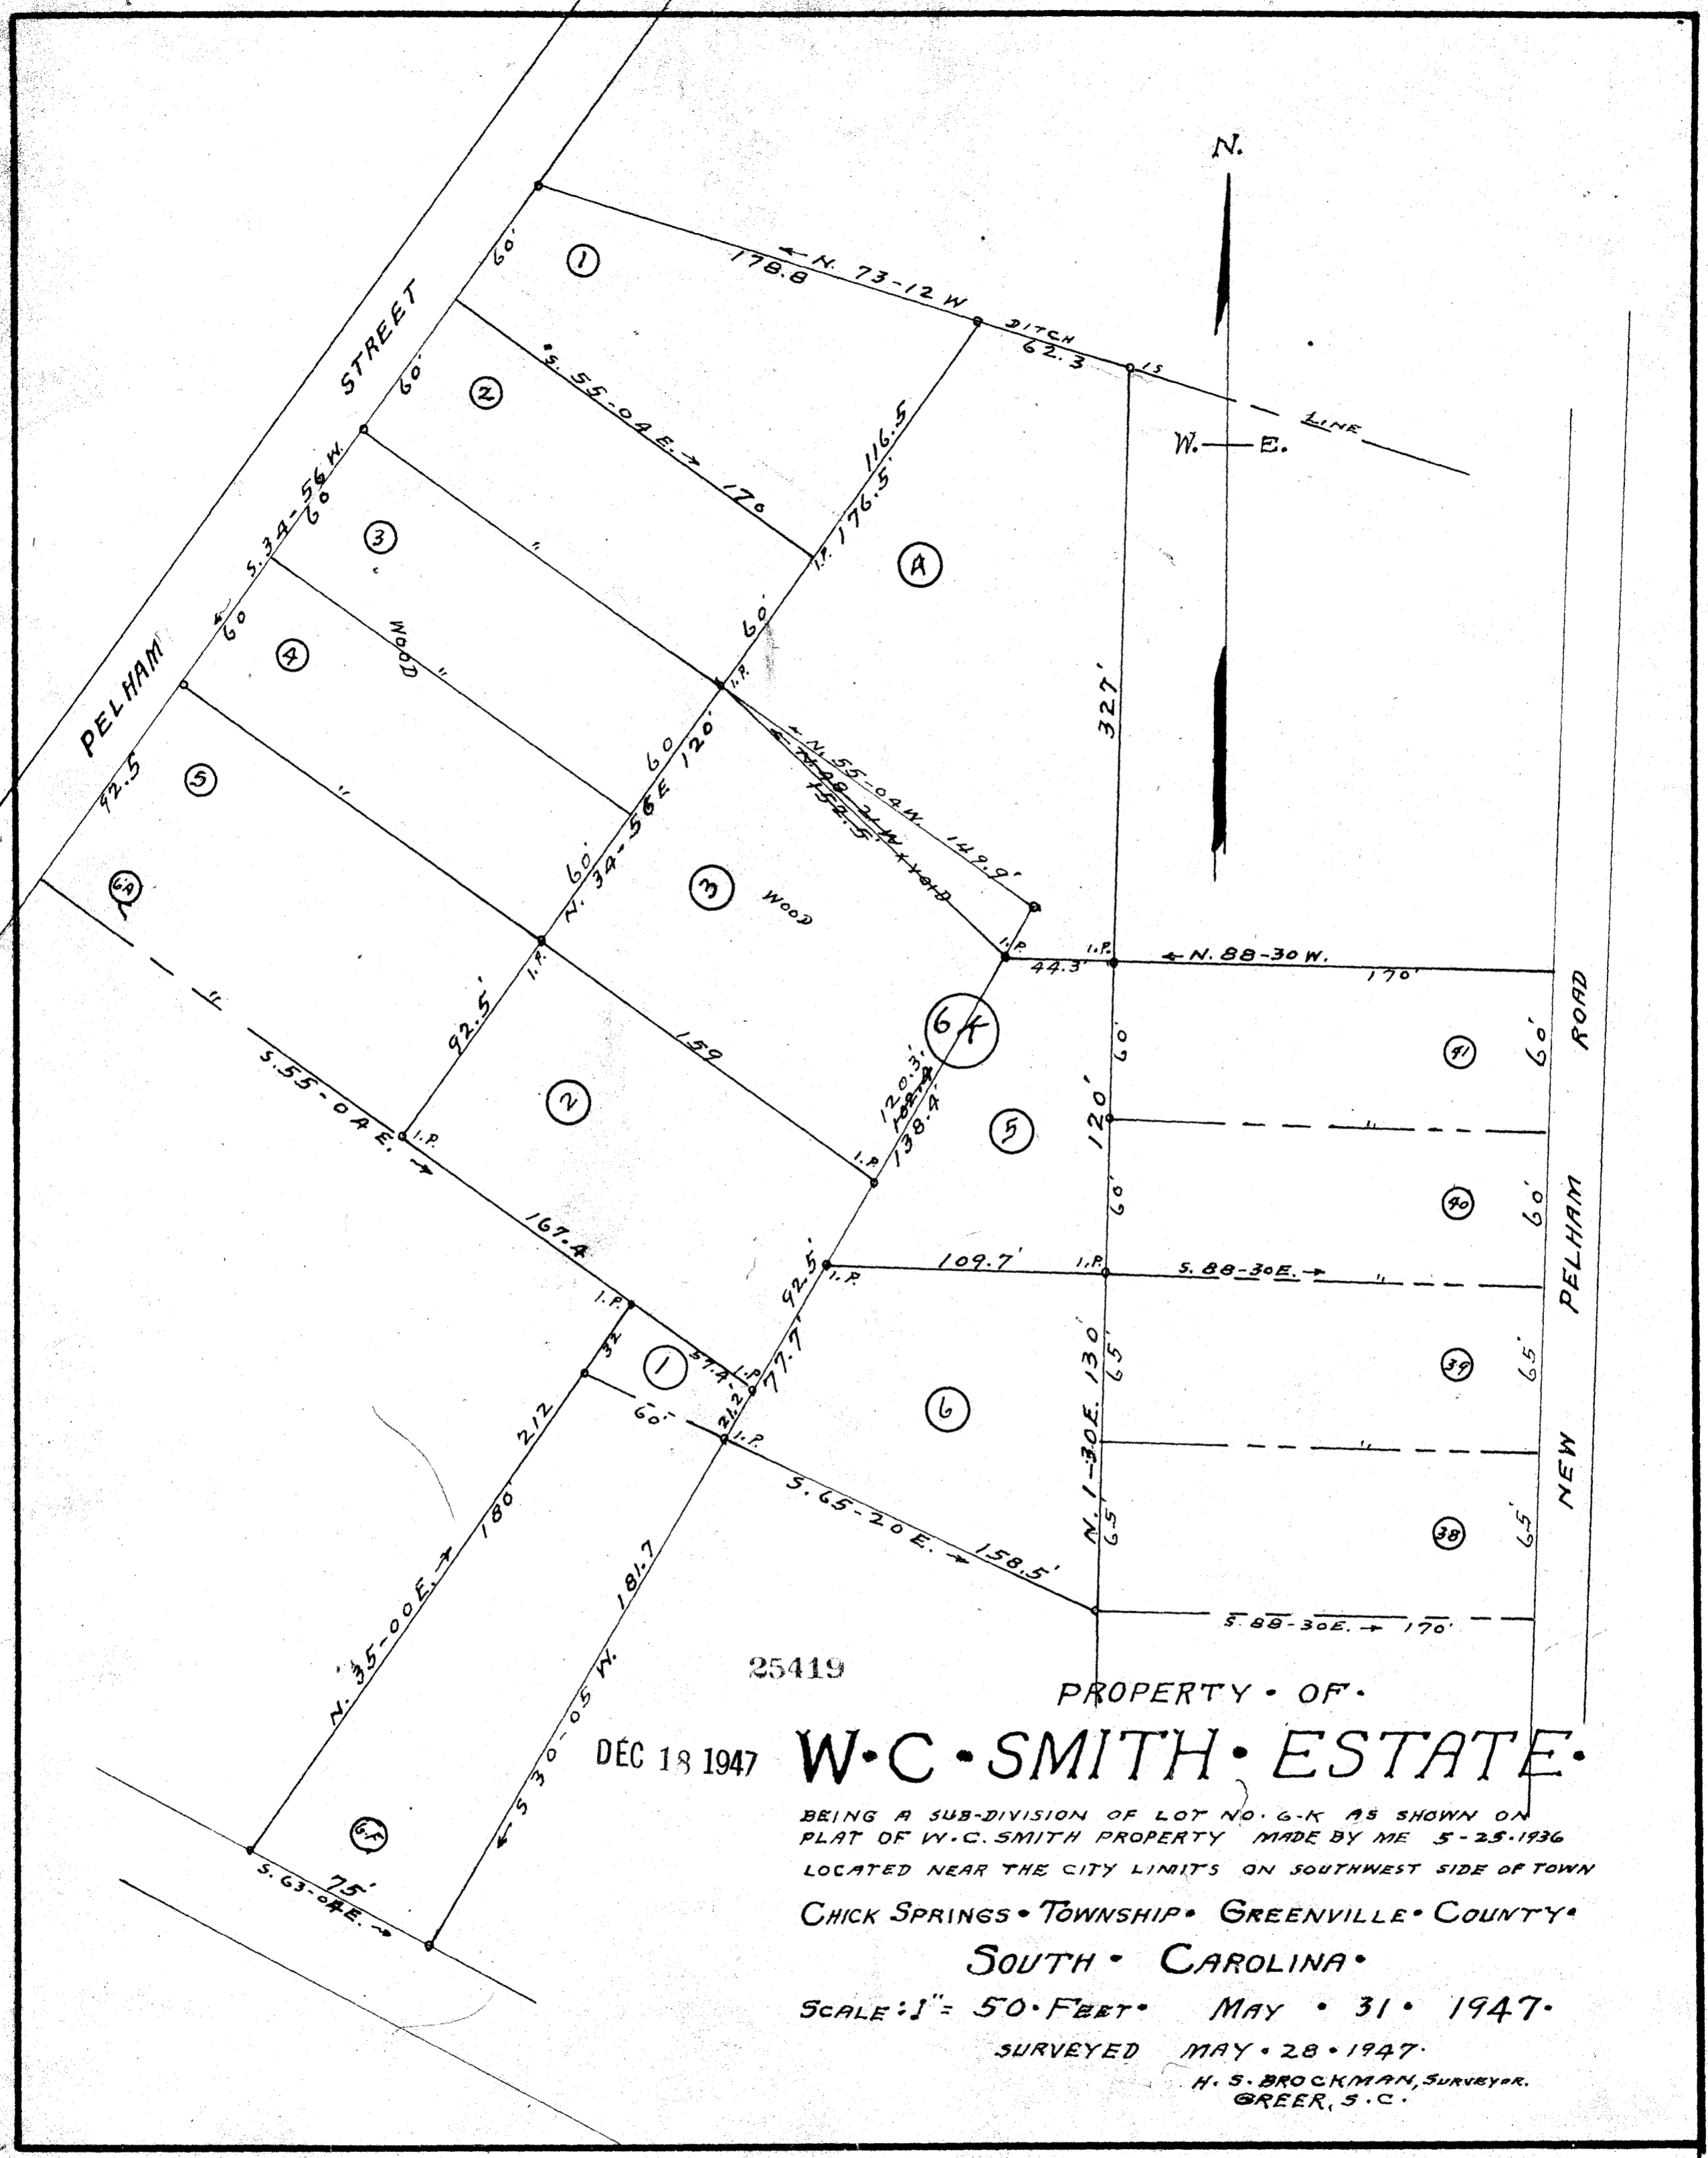 N.
60'
1
← N. 73-12 W
178.8
DITCH
62.3
IS
LINE
W. E.
STREET
60'
2
S. 55-04 E. →
170
116.5
176.5'
I.P.
A
S. 34-56 W.
60
3
"
60'
I.P.
327'
←
60
4
WOOD
"
PELHAM
60
120'
← N. 55-04 W. 149.9'
152.5'
VOID
92.5
5
"
60'
N. 34-56 E
3
WOOD
6A
I.P.
I.P.
44.3'
I.P.
← N. 88-30 W.
170'
ROAD
"
92.5'
159
6K
60'
41
60'
S. 55-04 E. →
I.P.
2
120.3'
138.4'
I.P.
5
120'
"
60'
40
60'
PELHAM
167.4
92.5'
I.P.
109.7'
I.P.
S. 88-30 E. →
"
I.P.
32
1
57.4
I.P.
77.7'
130'
65'
39
65'
60'
21.2
I.P.
6
N. 1-30 E.
"
NEW
212
180'
S. 65-20 E. →
158.5'
65'
38
65'
N. 35-00 E. →
181.7
S. 88-30 E. → 170'
← S 30-05 W.
75'
S. 63-04 E. →
25419
DEC 18 1947
PROPERTY • OF •
W • C • SMITH • ESTATE •
BEING A SUB-DIVISION OF LOT NO. 6-K AS SHOWN ON
PLAT OF W.C. SMITH PROPERTY MADE BY ME 5-25-1936
LOCATED NEAR THE CITY LIMITS ON SOUTHWEST SIDE OF TOWN
CHICK SPRINGS • TOWNSHIP • GREENVILLE • COUNTY •
SOUTH • CAROLINA •
SCALE: 1" = 50 • FEET • MAY • 31 • 1947 •
SURVEYED MAY • 28 • 1947 •
H. S. BROCKMAN, SURVEYOR.
GREER, S.C.